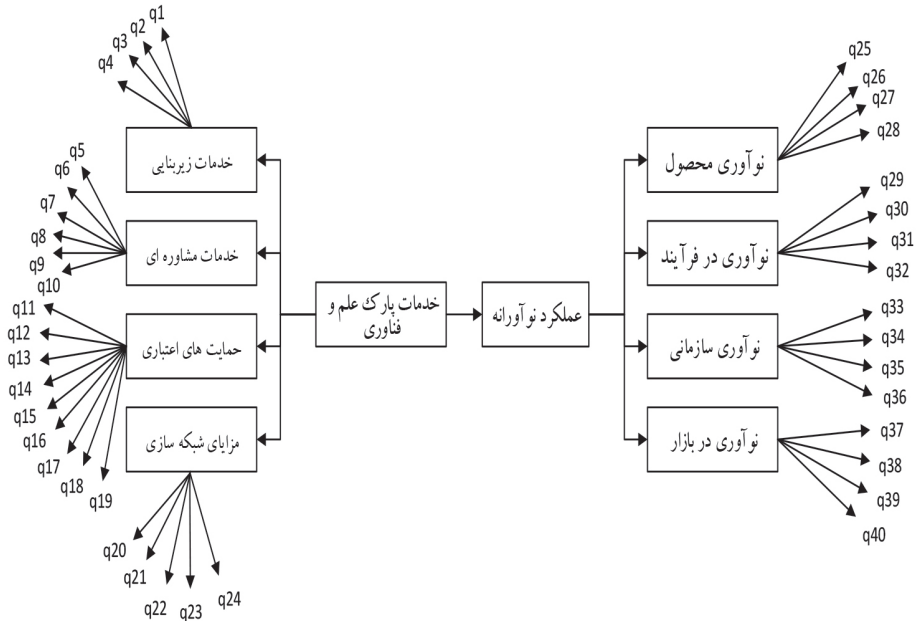 q1
q2
q3
q4
خدمات زیربنایی
q5
q6
q7
q8
q9
q10
خدمات مشاوره ای
q11
q12
q13
q14
q15
q16
q17
q18
q19
حمایت های اعتباری
مزایای شبکه سازی
q20
q21
q22
q23
q24
خدمات پارک علم و
فناوری
عملکرد نوآورانه
نوآوری محصول
q25
q26
q27
q28
نوآوری در فرآیند
q29
q30
q31
q32
نوآوری سازمانی
q33
q34
q35
q36
نوآوری در بازار
q37
q38
q39
q40